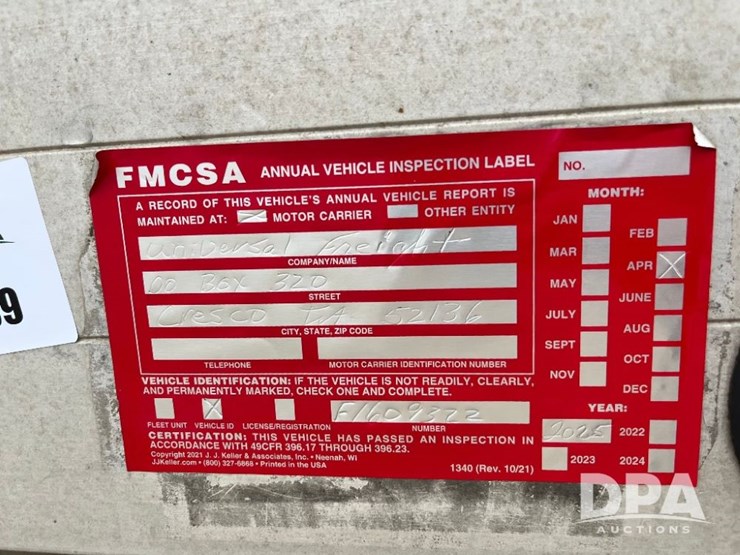 FMCSA ANNUAL VEHICLE INSPECTION LABEL NO.
A RECORD OF THIS VEHICLE'S ANNUAL VEHICLE REPORT IS
MAINTAINED AT: X MOTOR CARRIER OTHER ENTITY
Universal Freight
COMPANY/NAME
PO Box 320
STREET
Cresco IA 52136
CITY, STATE, ZIP CODE
TELEPHONE MOTOR CARRIER IDENTIFICATION NUMBER
VEHICLE IDENTIFICATION: IF THE VEHICLE IS NOT READILY, CLEARLY,
AND PERMANENTLY MARKED, CHECK ONE AND COMPLETE.
X F1609322
FLEET UNIT VEHICLE ID LICENSE/REGISTRATION NUMBER
CERTIFICATION: THIS VEHICLE HAS PASSED AN INSPECTION IN
ACCORDANCE WITH 49CFR 396.17 THROUGH 396.23.
Copyright 2021 J. J. Keller & Associates, Inc. • Neenah, WI
JJKeller.com • (800) 327-6868 • Printed in the USA
1340 (Rev. 10/21)
MONTH:
JAN FEB
MAR APR X
MAY JUNE
JULY AUG
SEPT OCT
NOV DEC
YEAR:
2025 2022
2023 2024
DPA
AUCTIONS